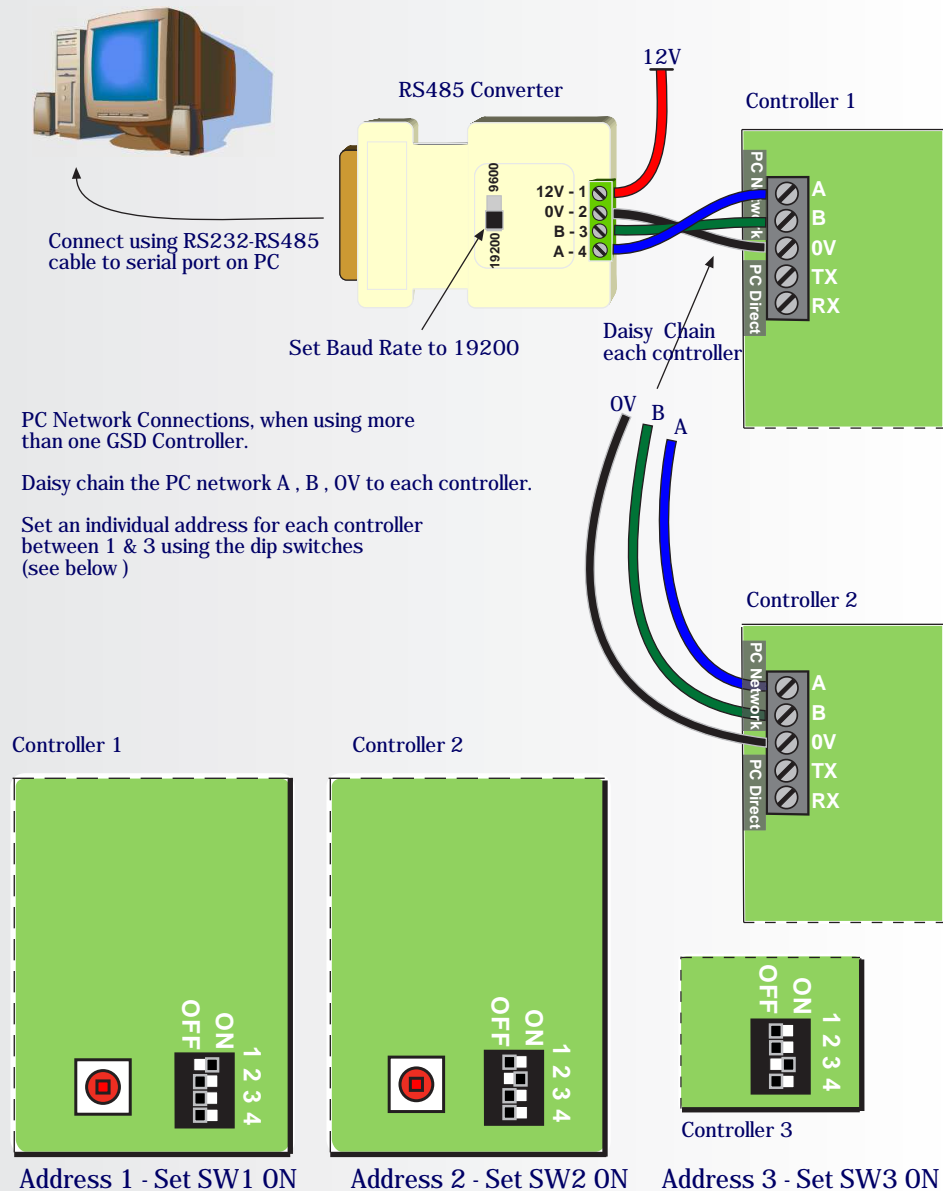 12V
RS485 Converter
Controller 1
9600
19200
12V - 1
0V - 2
B - 3
A - 4
PC Network
PC Direct
A
B
0V
TX
RX
Connect using RS232-RS485
cable to serial port on PC
Set Baud Rate to 19200
Daisy Chain
each controller
0V
B
A
PC Network Connections, when using more
than one GSD Controller.
Daisy chain the PC network A , B , 0V to each controller.
Set an individual address for each controller
between 1 & 3 using the dip switches
(see below )
Controller 2
PC Network
PC Direct
A
B
0V
TX
RX
Controller 1
OFF
ON
1 2 3 4
Address 1 - Set SW1 ON
Controller 2
OFF
ON
1 2 3 4
Address 2 - Set SW2 ON
OFF
ON
1 2 3 4
Controller 3
Address 3 - Set SW3 ON